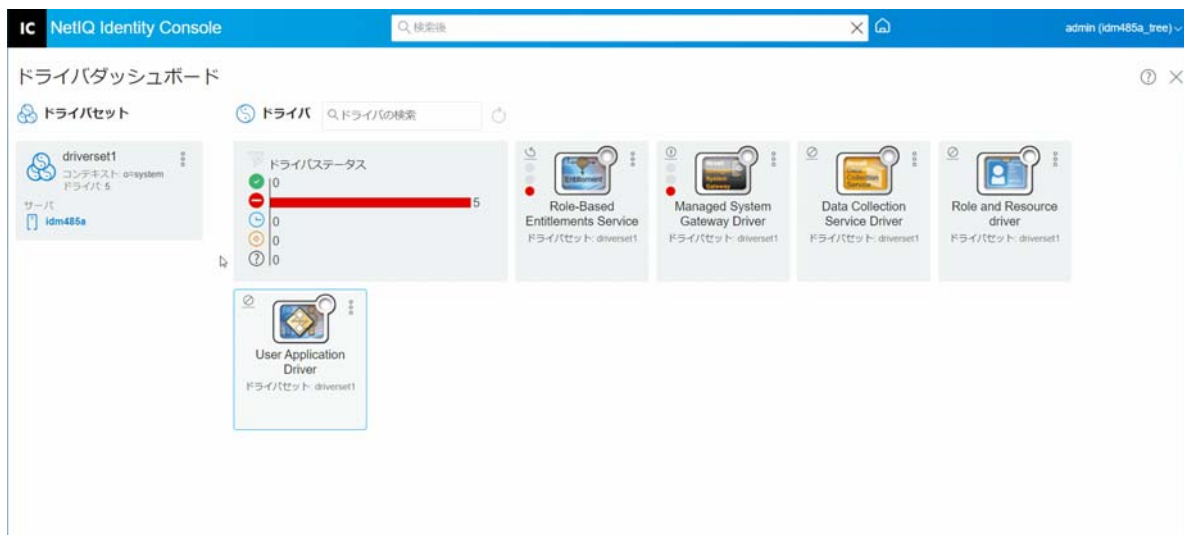 IC NetIQ Identity Console
検索後
admin (idm485a_tree)
ドライバダッシュボード
ドライバセット
ドライバ
ドライバの検索
driverset1
コンテキスト: o=system
ドライバ: 5
サーバ
idm485a
ドライバステータス
0
5
0
0
0
Entitlement
Role-Based
Entitlements Service
ドライバセット: driverset1
Managed System
Gateway Driver
ドライバセット: driverset1
Data Collection
Service Driver
ドライバセット: driverset1
Role and Resource
driver
ドライバセット: driverset1
User Application
Driver
ドライバセット: driverset1